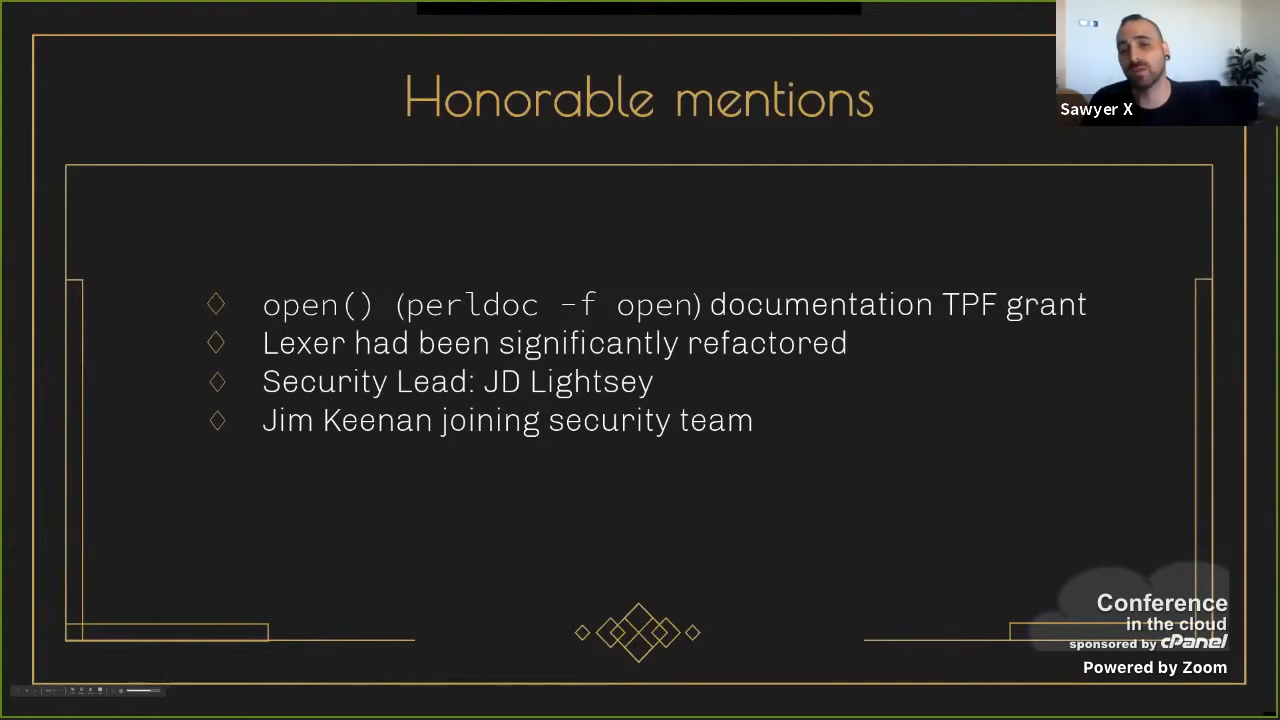 Honorable mentions
Sawyer X
open() (perldoc -f open) documentation TPF grant
Lexer had been significantly refactored
Security Lead: JD Lightsey
Jim Keenan joining security team
Conference
in the cloud
sponsored by cPanel
Powered by Zoom